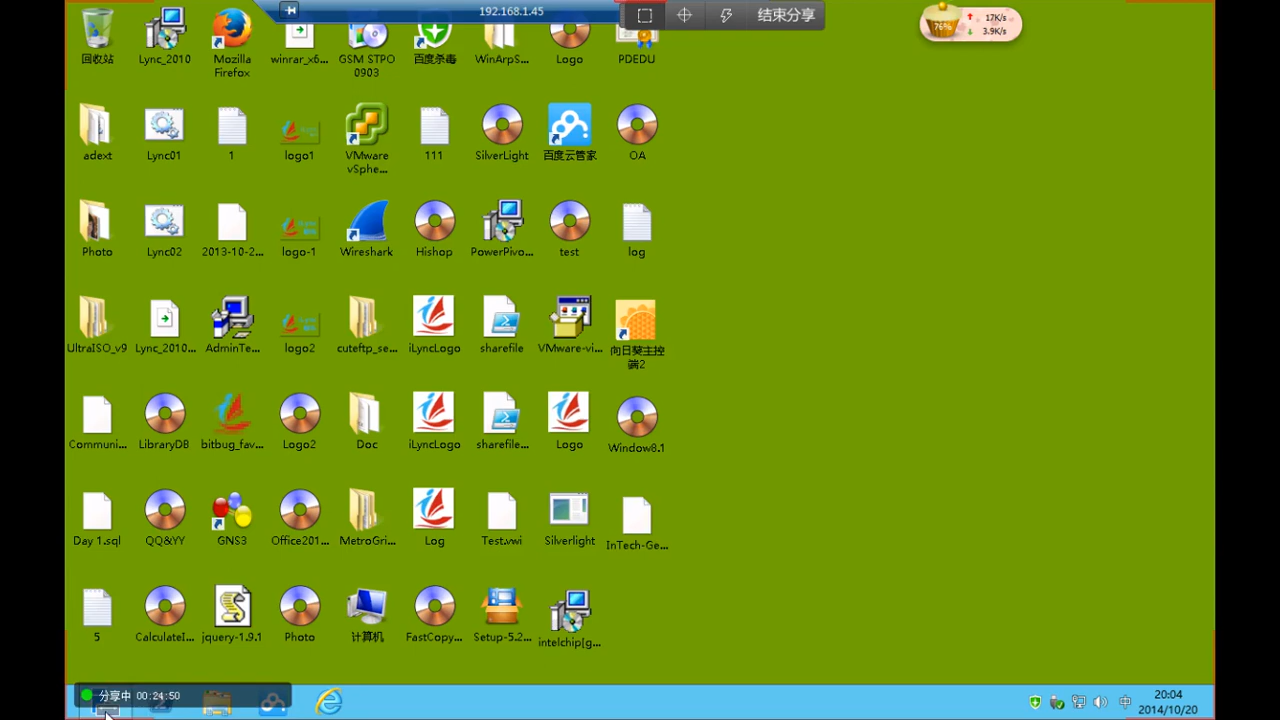 192.168.1.45
结束分享
76%
17K/s
3.9K/s
回收站
Lync_2010
Mozilla
Firefox
winrar_x6...
GSM STPO
0903
百度杀毒
WinArpS...
Logo
PDEDU
adext
Lync01
1
logo1
VMware
vSphe...
111
SilverLight
百度云管家
OA
Photo
Lync02
2013-10-2...
logo-1
Wireshark
Hishop
PowerPivo...
test
log
UltraISO_v9
Lync_2010...
AdminTe...
logo2
cuteftp_se...
iLyncLogo
sharefile
VMware-vi...
向日葵主控
端2
Communi...
LibraryDB
bitbug_fav...
Logo2
Doc
iLyncLogo
sharefile...
Logo
Window8.1
Day 1.sql
QQ&YY
GNS3
Office201...
MetroGri...
Log
Test.vwi
Silverlight
InTech-Ge...
5
CalculateI...
jquery-1.9.1
Photo
计算机
FastCopy...
Setup-5.2...
intelchip[g...
分享中 00:24:50
中
20:04
2014/10/20